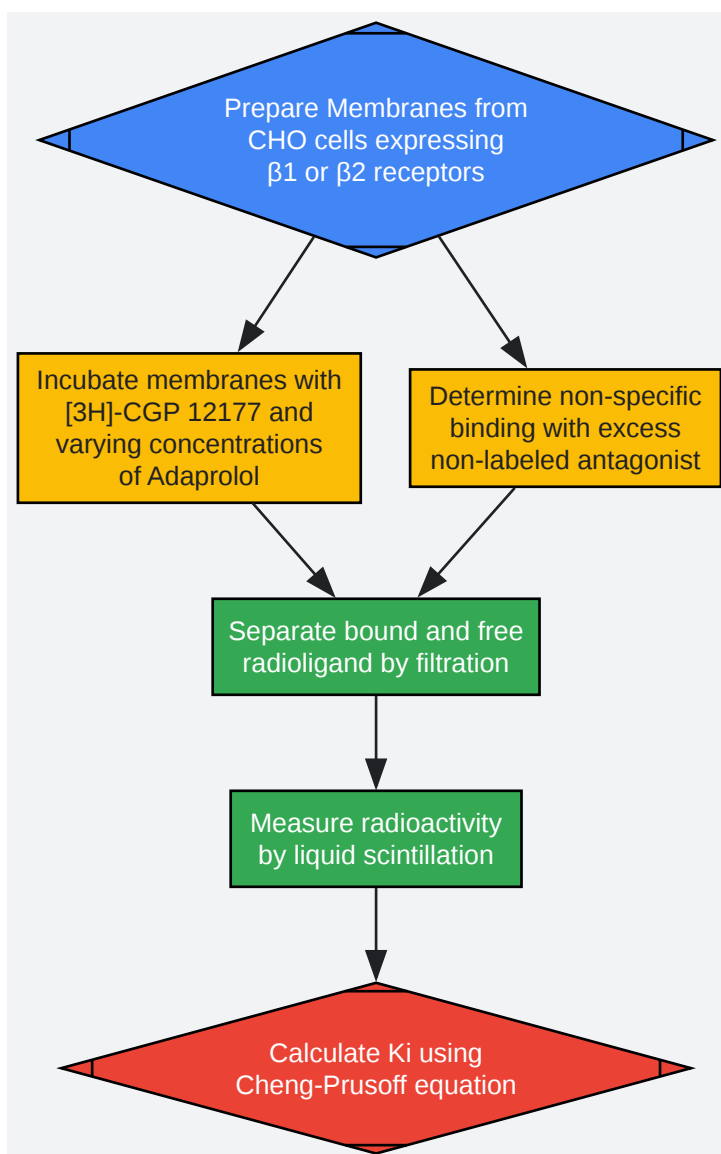 Prepare Membranes from
CHO cells expressing
β1 or β2 receptors
Incubate membranes with
[3H]-CGP 12177 and
varying concentrations
of Adaprolol
Determine non-specific
binding with excess
non-labeled antagonist
Separate bound and free
radioligand by filtration
Measure radioactivity
by liquid scintillation
Calculate Ki using
Cheng-Prusoff equation